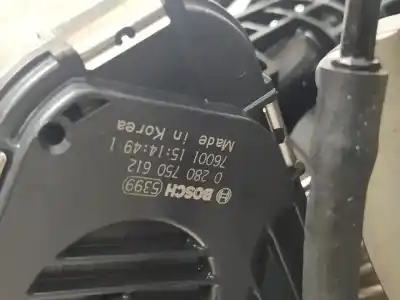 BOSCH 5399
0 280 750 612
76001 15:14:49 1
Made in Korea